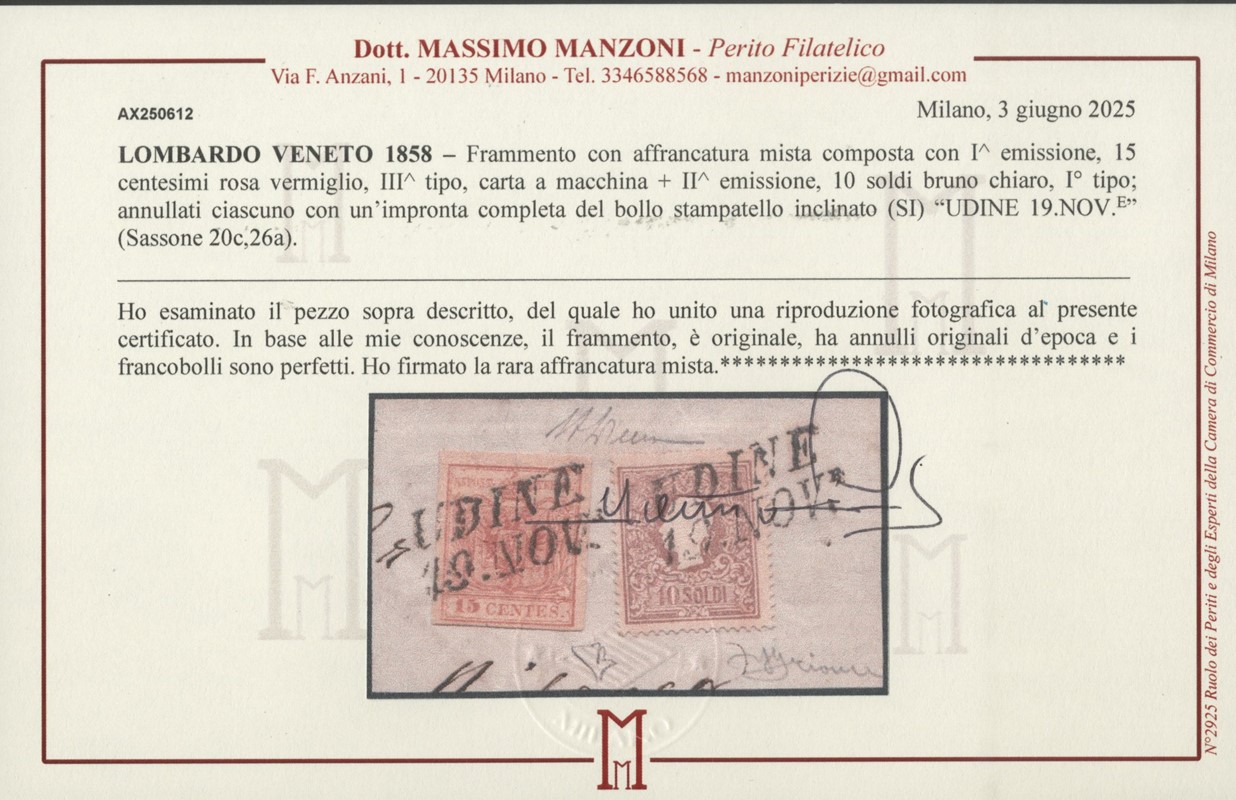 Dott. MASSIMO MANZONI - Perito Filatelico
Via F. Anzani, 1 - 20135 Milano - Tel. 3346588568 - manzoniperizie@gmail.com
AX250612
Milano, 3 giugno 2025
LOMBARDO VENETO 1858 – Frammento con affrancatura mista composta con I^ emissione, 15
centesimi rosa vermiglio, III^ tipo, carta a macchina + II^ emissione, 10 soldi bruno chiaro, I° tipo;
annullati ciascuno con un’impronta completa del bollo stampatello inclinato (SI) “UDINE 19.NOV.ᴱ”
(Sassone 20c,26a).
Ho esaminato il pezzo sopra descritto, del quale ho unito una riproduzione fotografica al presente
certificato. In base alle mie conoscenze, il frammento, è originale, ha annulli originali d’epoca e i
francobolli sono perfetti. Ho firmato la rara affrancatura mista.**********************************
UDINE
19.NOV.
15 CENTES.
UDINE
19.NOV.ᴱ
10 SOLDI
MILANO
N°2925 Ruolo dei Periti e degli Esperti della Camera di Commercio di Milano